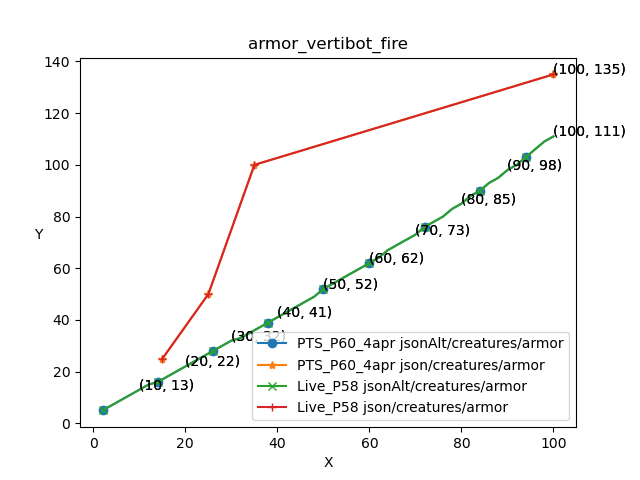 armor_vertibot_fire
140
120
100
80
60
40
20
0
Y
(100, 135)
(100, 111)
(90, 98)
(80, 85)
(70, 73)
(60, 62)
(50, 52)
(40, 41)
(20, 22)
(10, 13)
PTS_P60_4apr jsonAlt/creatures/armor
PTS_P60_4apr json/creatures/armor
Live_P58 jsonAlt/creatures/armor
Live_P58 json/creatures/armor
0 20 40 60 80 100
X